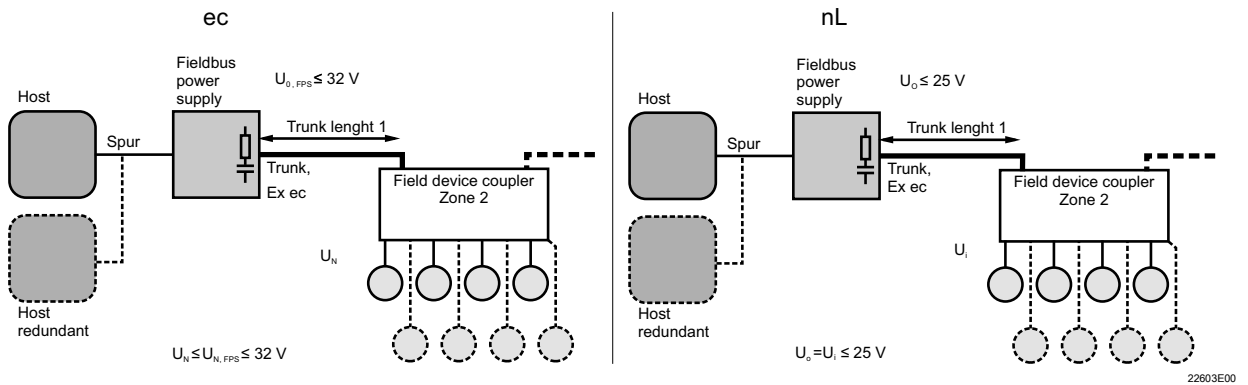 ec
Fieldbus
power
supply
U0, FPS ≤ 32 V
Host
Spur
Trunk lenght 1
Trunk,
Ex ec
Field device coupler
Zone 2
UN
Host
redundant
UN ≤ UN, FPS ≤ 32 V
nL
Fieldbus
power
supply
Uo ≤ 25 V
Host
Spur
Trunk lenght 1
Trunk,
Ex ec
Field device coupler
Zone 2
Ui
Host
redundant
Uo=Ui ≤ 25 V
22603E00